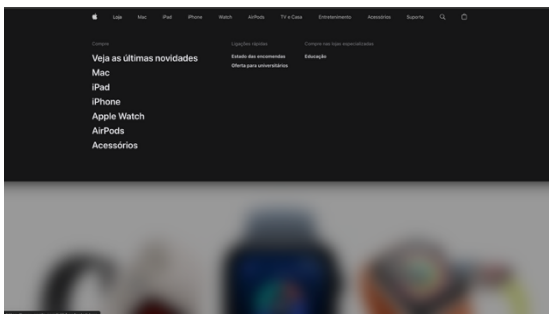 Loja Mac iPad iPhone Watch AirPods TV e Casa Entretenimento Acessórios Suporte
Compre
Veja as últimas novidades
Mac
iPad
iPhone
Apple Watch
AirPods
Acessórios
Ligações rápidas
Estado das encomendas
Oferta para universitários
Compre nas lojas especializadas
Educação